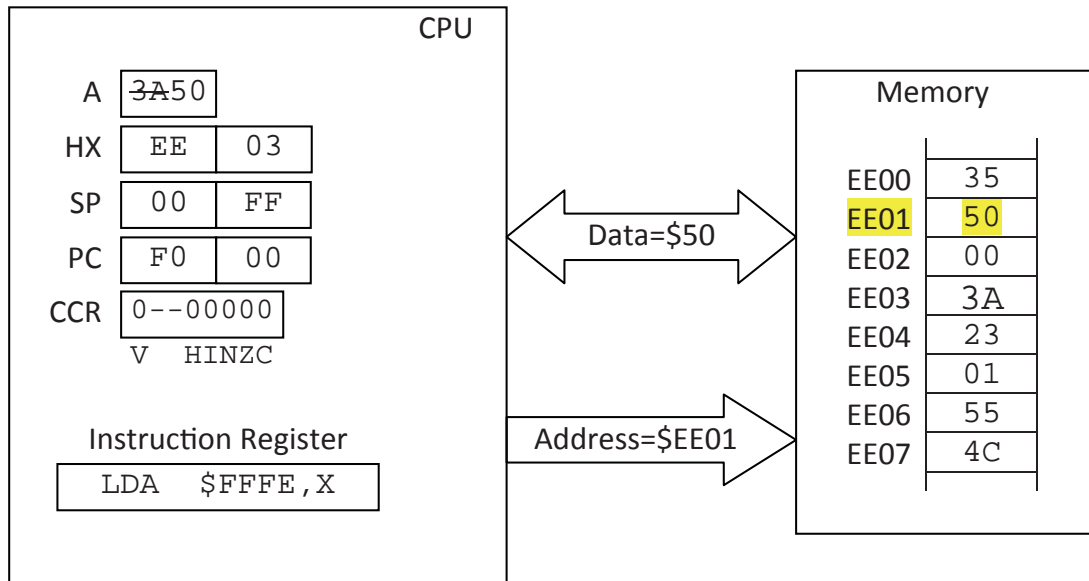 CPU
A 3A50
HX EE 03
SP 00 FF
PC F0 00
CCR 0--00000
V HINZC
Instruction Register
LDA $FFFE,X
Data=$50
Address=$EE01
Memory
EE00 35
EE01 50
EE02 00
EE03 3A
EE04 23
EE05 01
EE06 55
EE07 4C